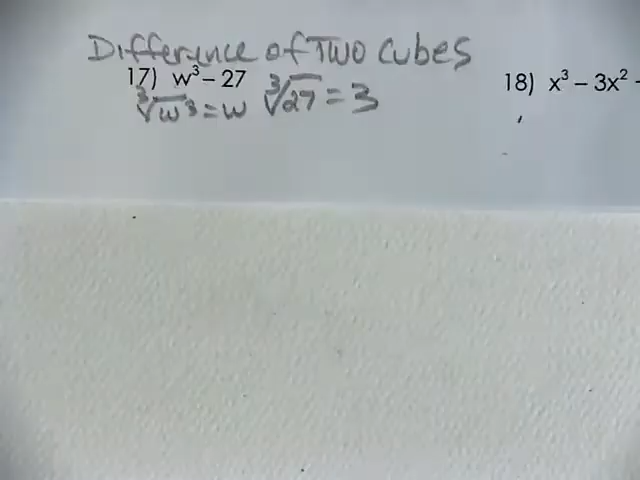 Difference of Two Cubes
17) w³ – 27
∛w³ = w ∛27 = 3
18) x³ – 3x² -